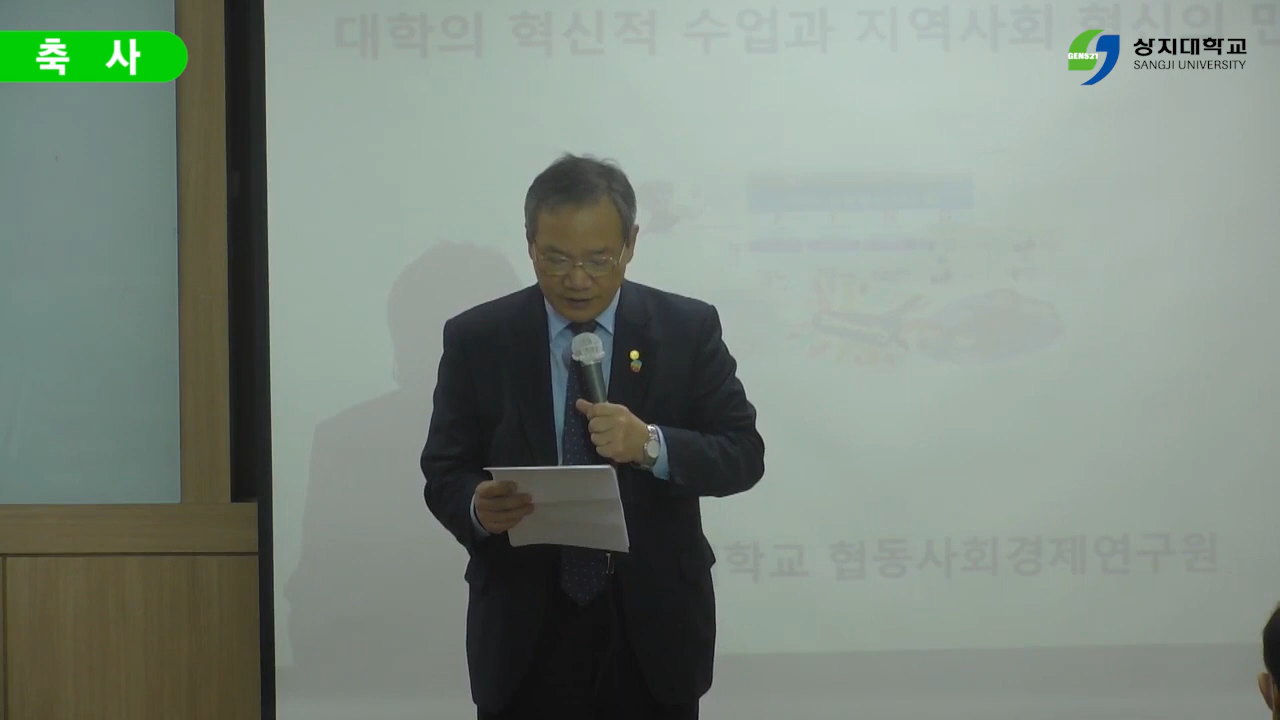 축 사
대학의 혁신적 수업과 지역사회 혁신의
GENS21
상지대학교
SANGJI UNIVERSITY
학교 협동사회경제연구원